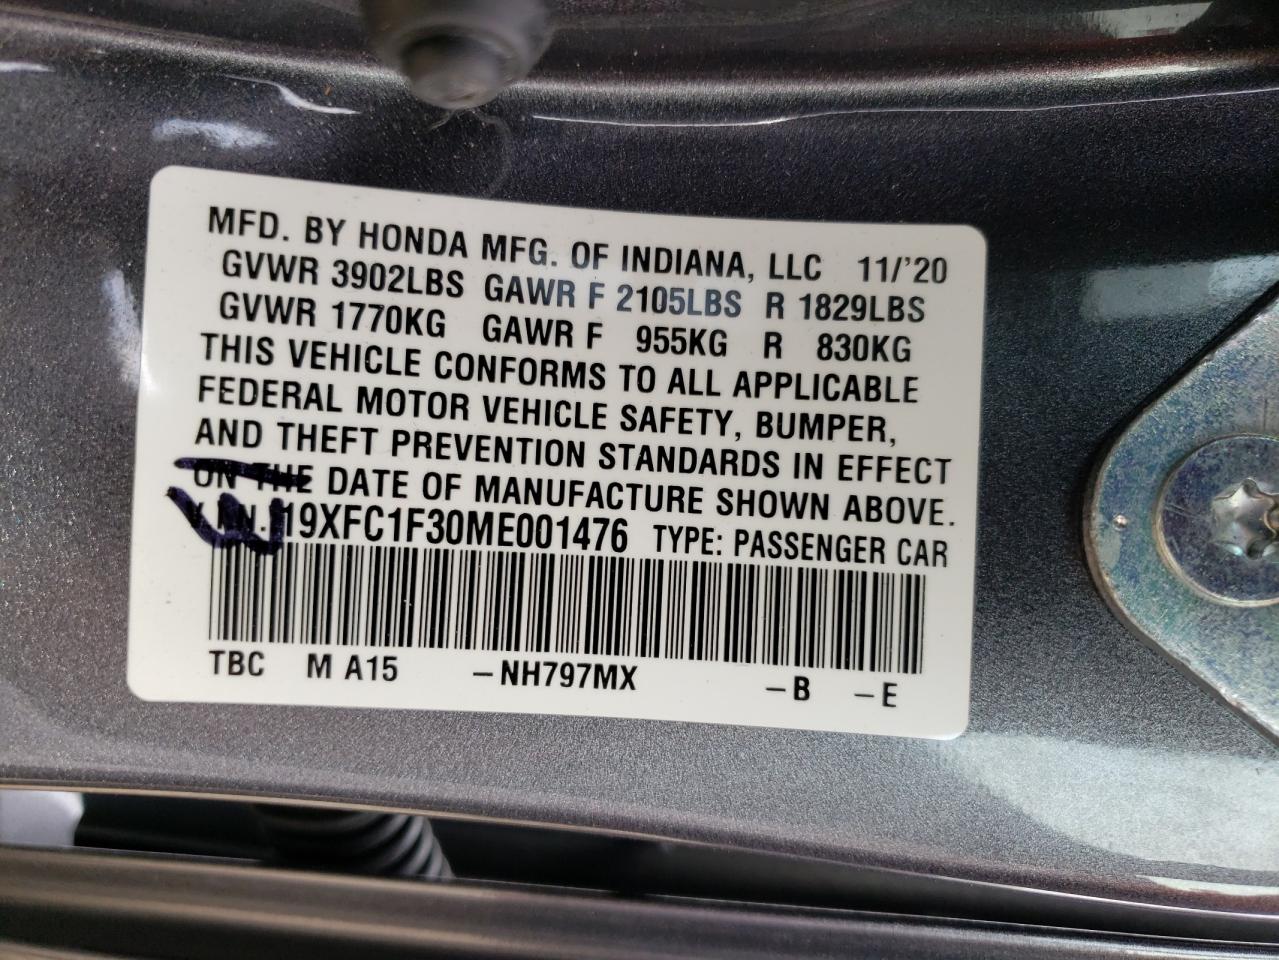 MFD. BY HONDA MFG. OF INDIANA, LLC 11/'20
GVWR 3902LBS GAWR F 2105LBS R 1829LBS
GVWR 1770KG GAWR F 955KG R 830KG
THIS VEHICLE CONFORMS TO ALL APPLICABLE
FEDERAL MOTOR VEHICLE SAFETY, BUMPER,
AND THEFT PREVENTION STANDARDS IN EFFECT
ON THE DATE OF MANUFACTURE SHOWN ABOVE.
19XFC1F30ME001476 TYPE: PASSENGER CAR
TBC M A15 -NH797MX -B -E